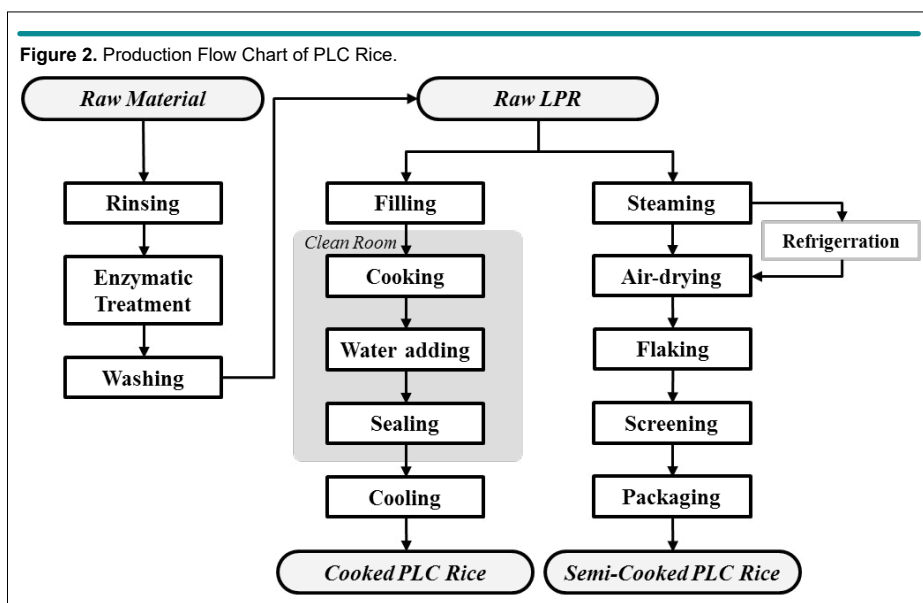 Figure 2. Production Flow Chart of PLC Rice.
Raw Material
Raw LPR
Rinsing
Enzymatic
Treatment
Washing
Filling
Clean Room
Cooking
Water adding
Sealing
Cooling
Cooked PLC Rice
Steaming
Refrigerration
Air-drying
Flaking
Screening
Packaging
Semi-Cooked PLC Rice